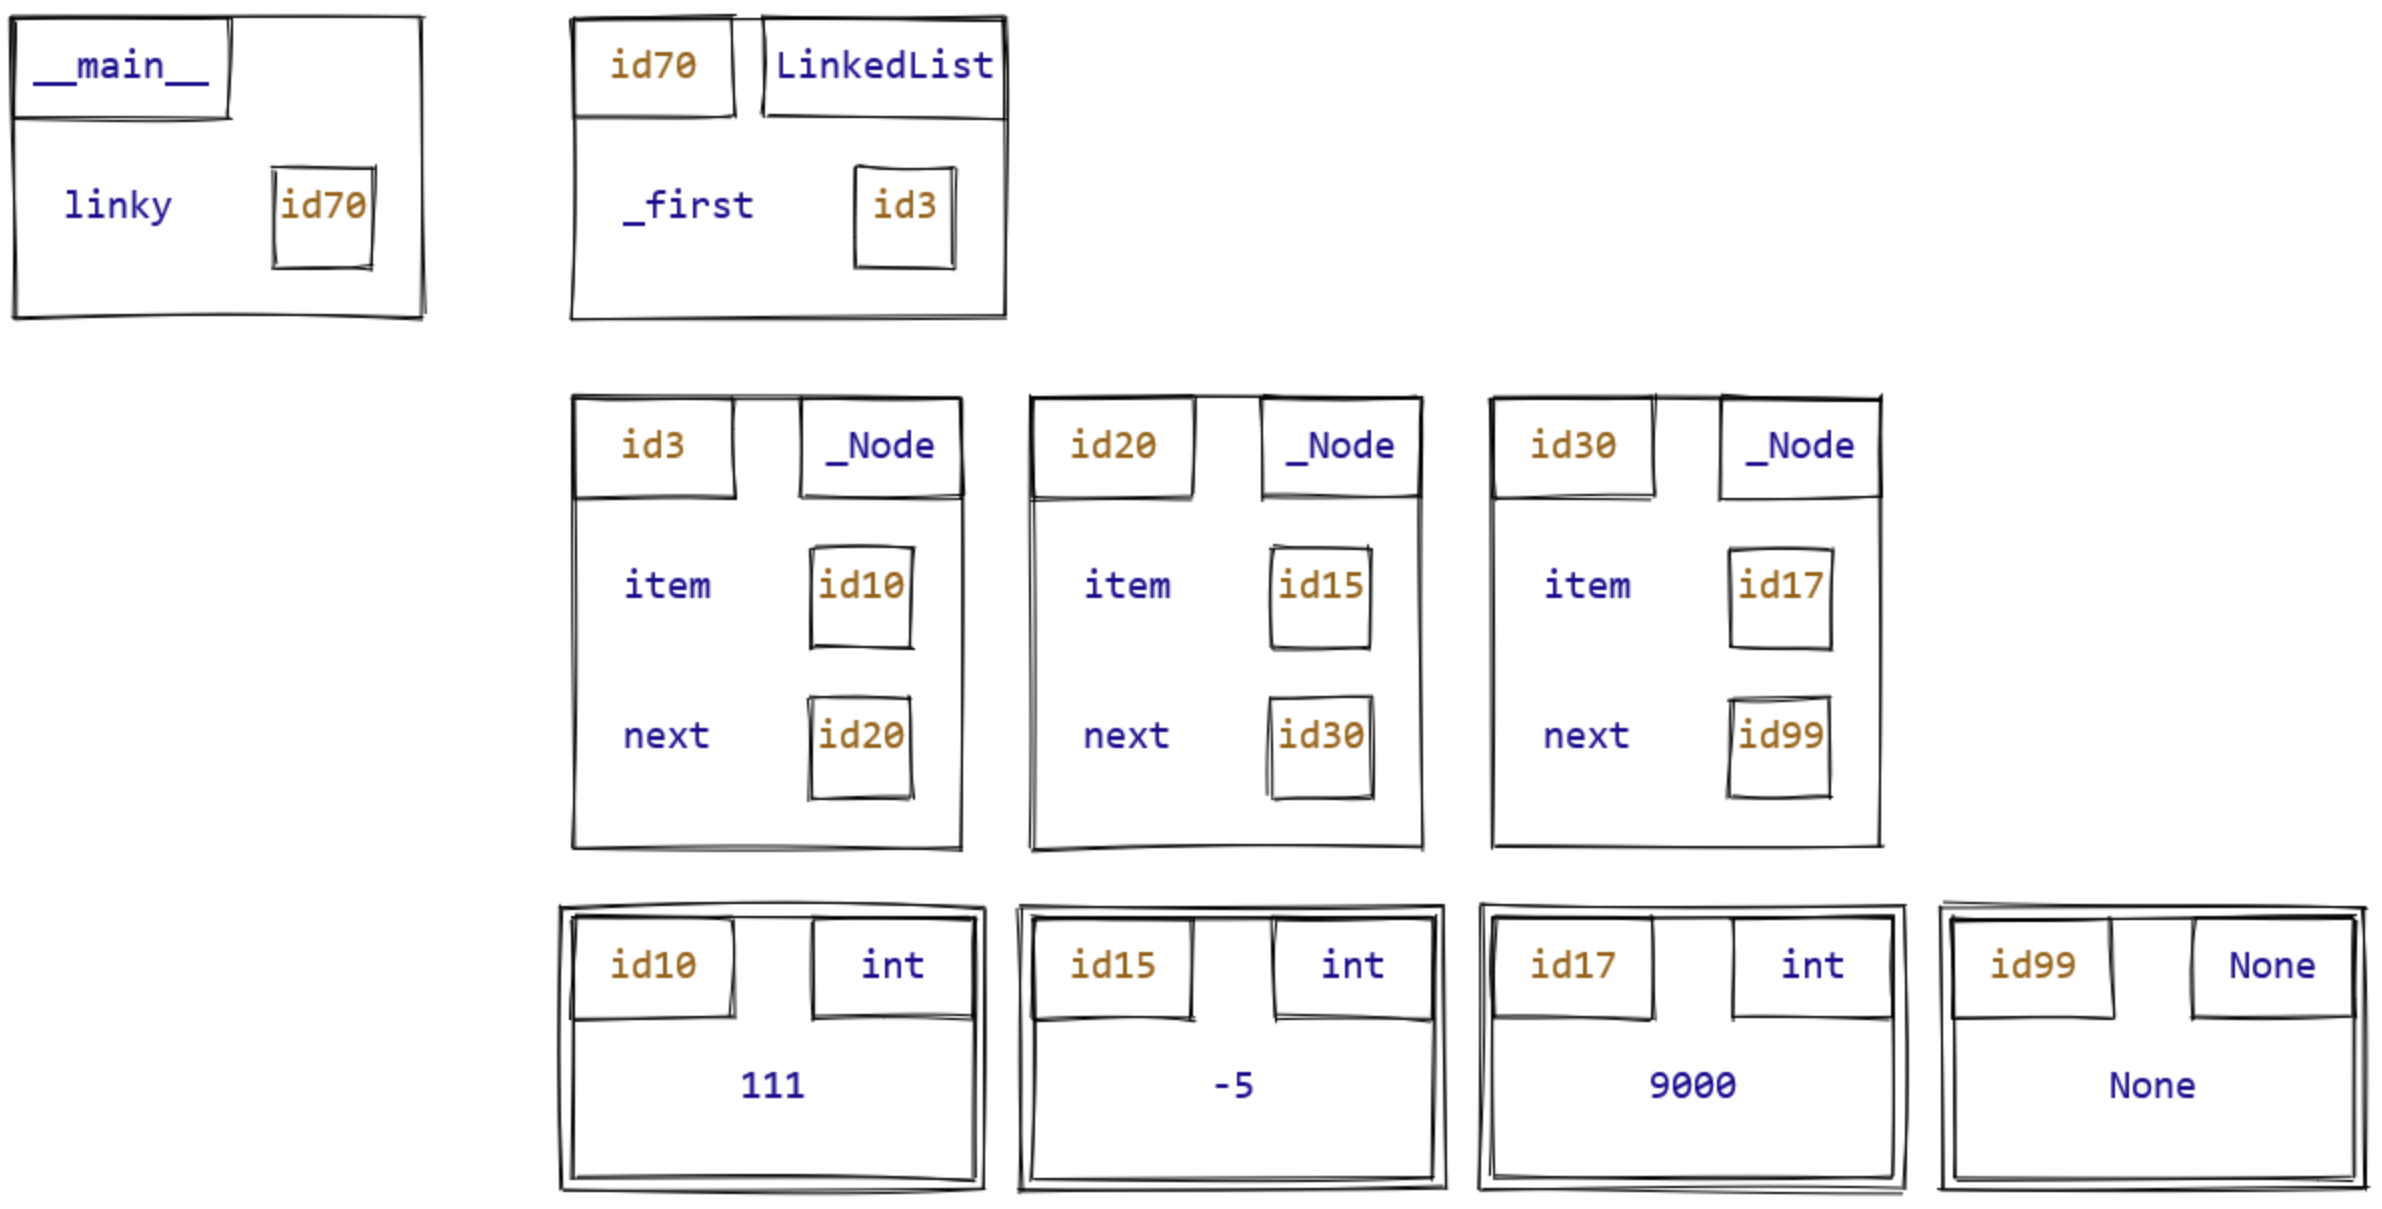 __main__
linky id70
id70 LinkedList
_first id3
id3 _Node
item id10
next id20
id20 _Node
item id15
next id30
id30 _Node
item id17
next id99
id10 int
111
id15 int
-5
id17 int
9000
id99 None
None